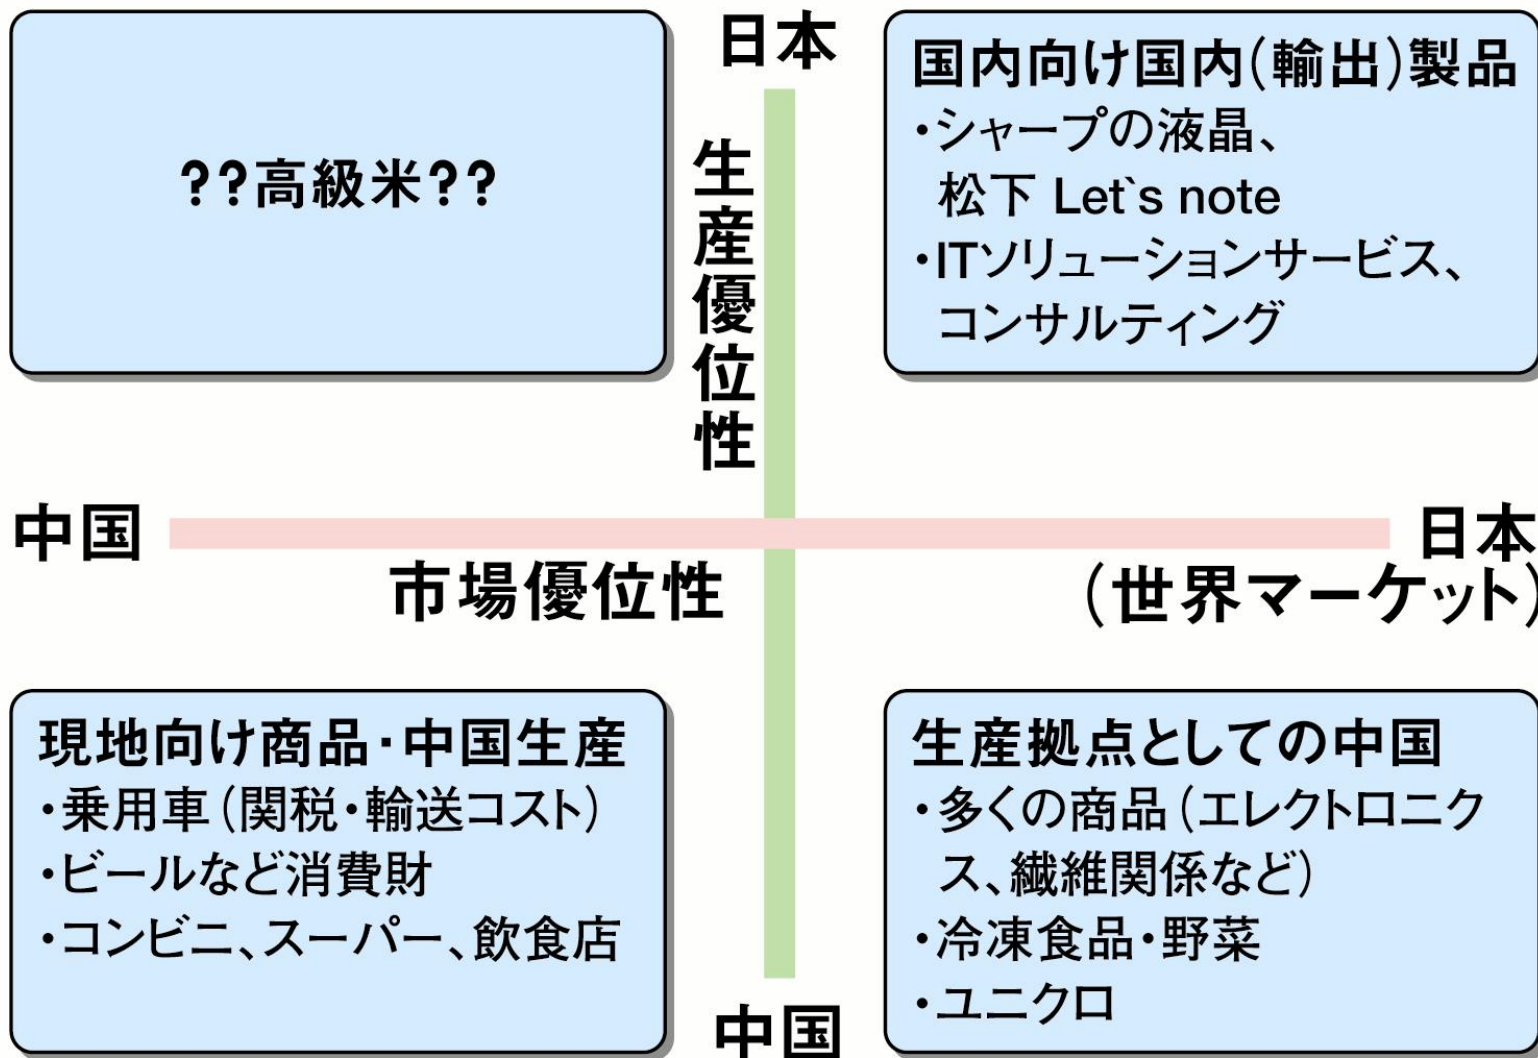 日本
??高級米??
国内向け国内(輸出)製品
・シャープの液晶、
松下 Let`s note
・ITソリューションサービス、
コンサルティング
生産優位性
中国
日本
市場優位性
(世界マーケット)
現地向け商品・中国生産
・乗用車(関税・輸送コスト)
・ビールなど消費財
・コンビニ、スーパー、飲食店
生産拠点としての中国
・多くの商品(エレクトロニク
ス、繊維関係など)
・冷凍食品・野菜
・ユニクロ
中国